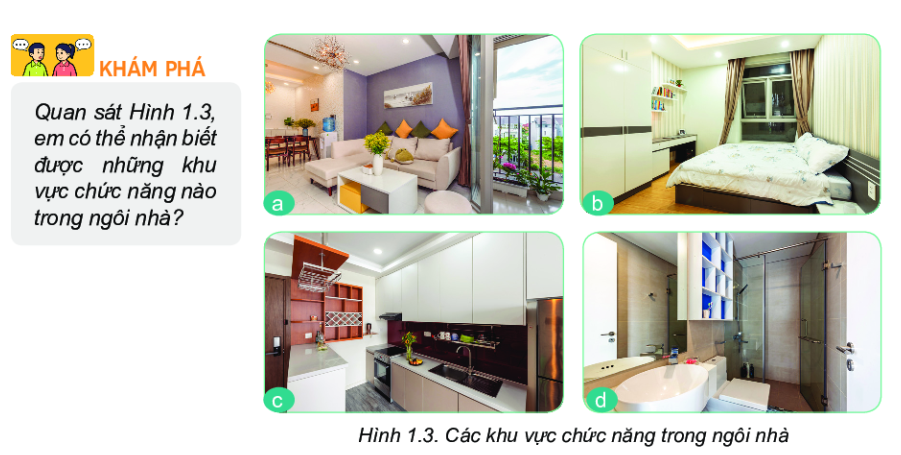 KHÁM PHÁ
Quan sát Hình 1.3,
em có thể nhận biết
được những khu
vực chức năng nào
trong ngôi nhà?
a
b
c
d
Hình 1.3. Các khu vực chức năng trong ngôi nhà